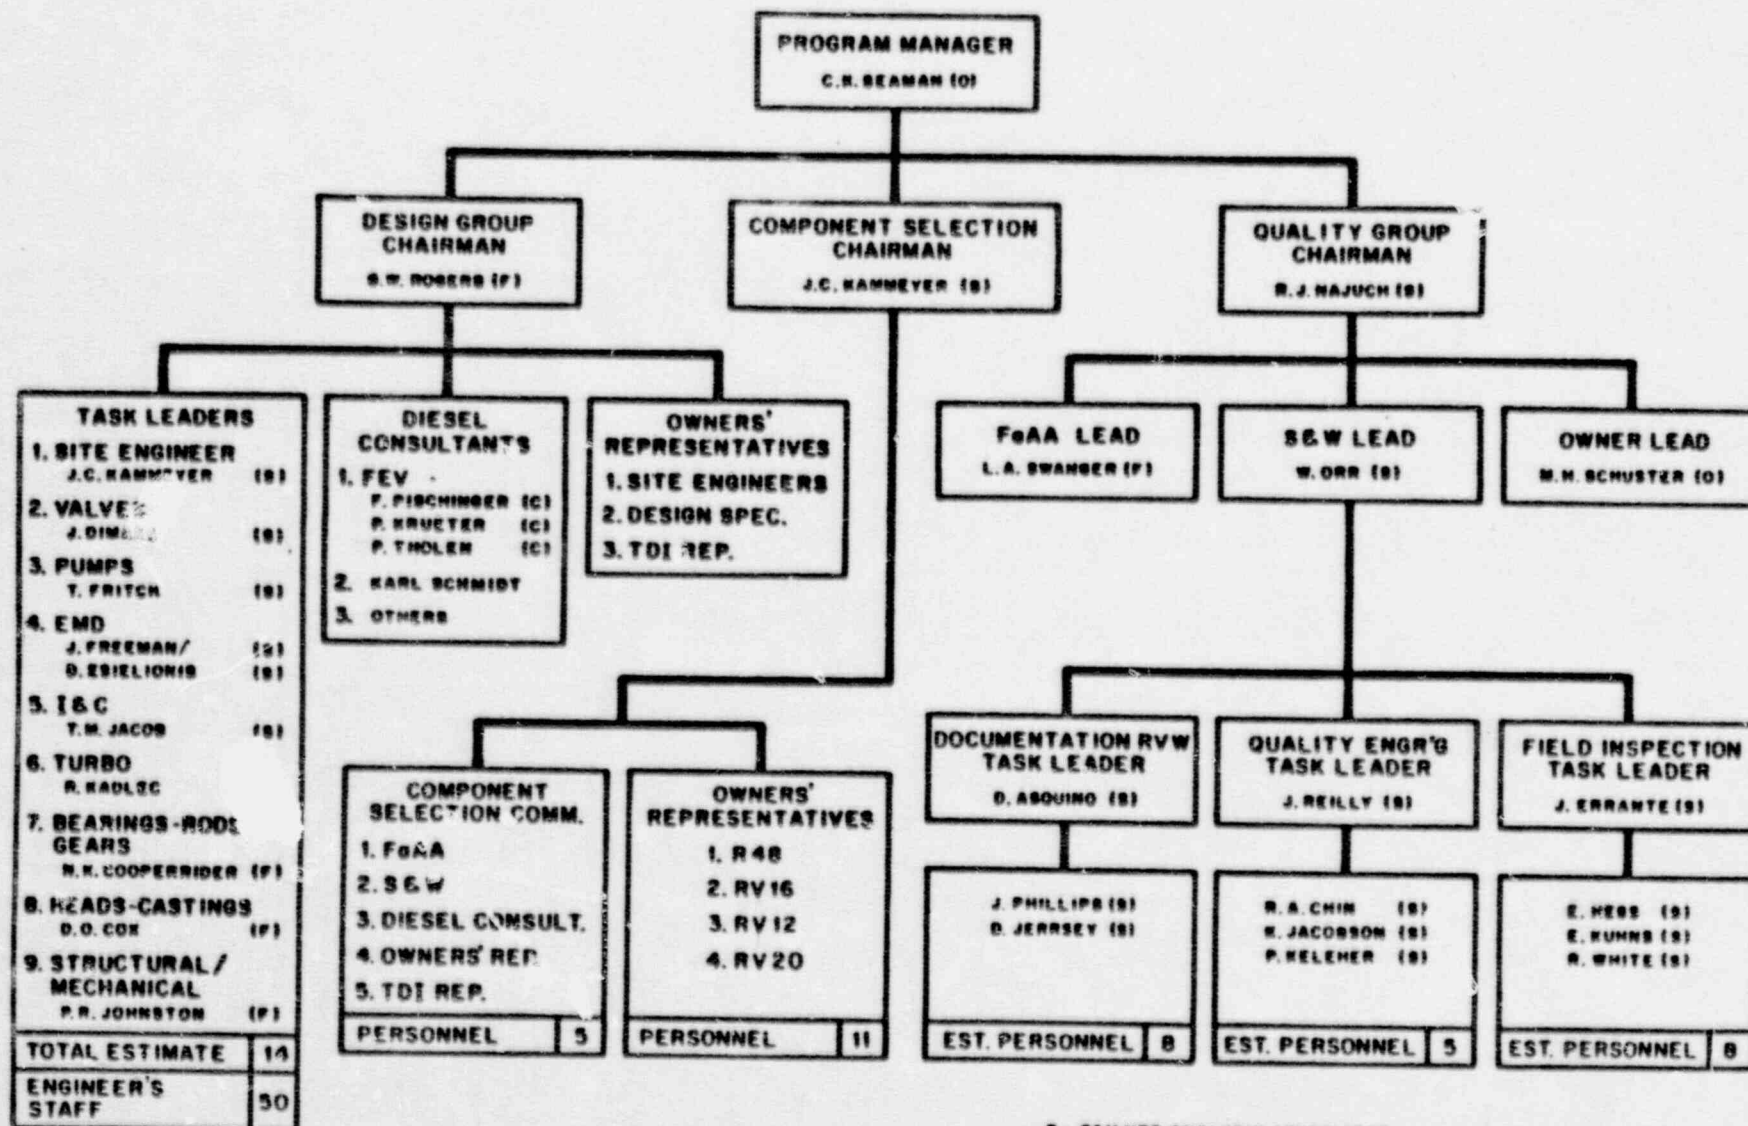 PROGRAM MANAGER
C.K. SEAMAN (O)
DESIGN GROUP
CHAIRMAN
ROGERS (F)
COMPONENT SELECTION
CHAIRMAN
J.C. KAMMEYER (S)
QUALITY GROUP
CHAIRMAN
R.J. NAJUCH (S)
TASK LEADERS
1. SITE ENGINEER
J.C. KAMMEYER (S)
2. VALVES
3. PUMPS
T. FRITCH (S)
4. EMD
J. FREEMAN/ (S)
(S)
5. I&C
T.M. JACOB (S)
6. TURBO
R. KADLEC
7. BEARINGS-RODS
GEARS
COOPERRIDER (F)
8. HEADS-CASTINGS
D.O. COX (F)
9. STRUCTURAL/
MECHANICAL
P.R. JOHNSTON (F)
TOTAL ESTIMATE 14
ENGINEER'S
STAFF 50
DIESEL
CONSULTANTS
1. FEV
F. PISCHINGER (C)
P. KRUETER (C)
P. THOLEN (C)
2. KARL SCHMIDT
3. OTHERS
OWNERS'
REPRESENTATIVES
1. SITE ENGINEERS
2. DESIGN SPEC.
3. TDI REP.
FaAA LEAD
L.A. SWANGER (F)
S&W LEAD
W. ORR (S)
OWNER LEAD
M.H. SCHUSTER (O)
COMPONENT
SELECTION COMM.
1. FaAA
2. S&W
3. DIESEL CONSULT.
4. OWNERS' REP.
5. TDI REP.
PERSONNEL 5
OWNERS'
REPRESENTATIVES
1. R48
2. RV16
3. RV12
4. RV20
PERSONNEL 11
DOCUMENTATION RVW
TASK LEADER
D. ASQUINO (S)
J. PHILLIPS (S)
D. JERRSEY (S)
EST. PERSONNEL 8
QUALITY ENGR'G
TASK LEADER
J. REILLY (S)
R.A. CHIN (S)
K. JACOBSON (S)
P. KELEHER (S)
EST. PERSONNEL 5
FIELD INSPECTION
TASK LEADER
J. ERRANTE (S)
E. HESS (S)
E. KUHNS (S)
R. WHITE (S)
EST. PERSONNEL 8